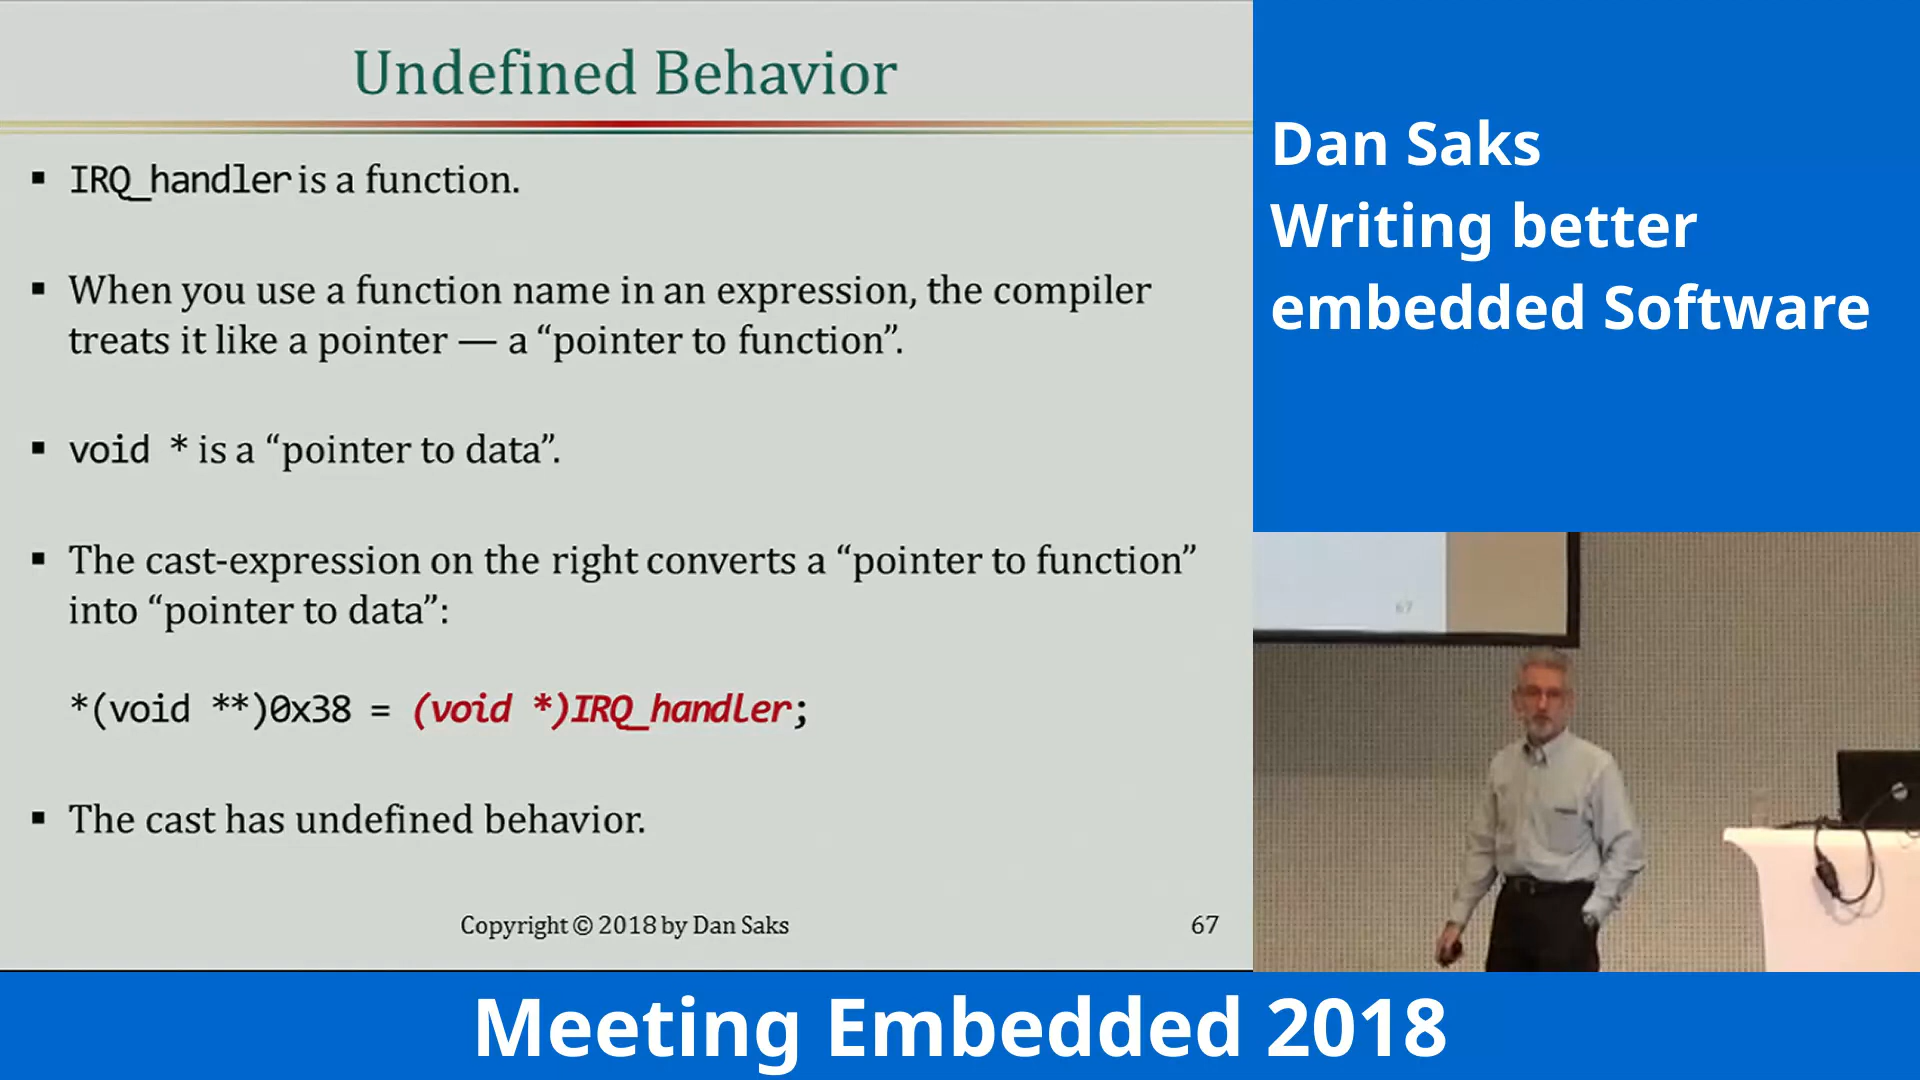 Undefined Behavior
▪ IRQ_handler is a function.
▪ When you use a function name in an expression, the compiler
treats it like a pointer — a “pointer to function”.
▪ void * is a “pointer to data”.
▪ The cast-expression on the right converts a “pointer to function”
into “pointer to data”:
*(void **)0x38 = (void *)IRQ_handler;
▪ The cast has undefined behavior.
Copyright © 2018 by Dan Saks
67
Dan Saks
Writing better
embedded Software
67
Meeting Embedded 2018